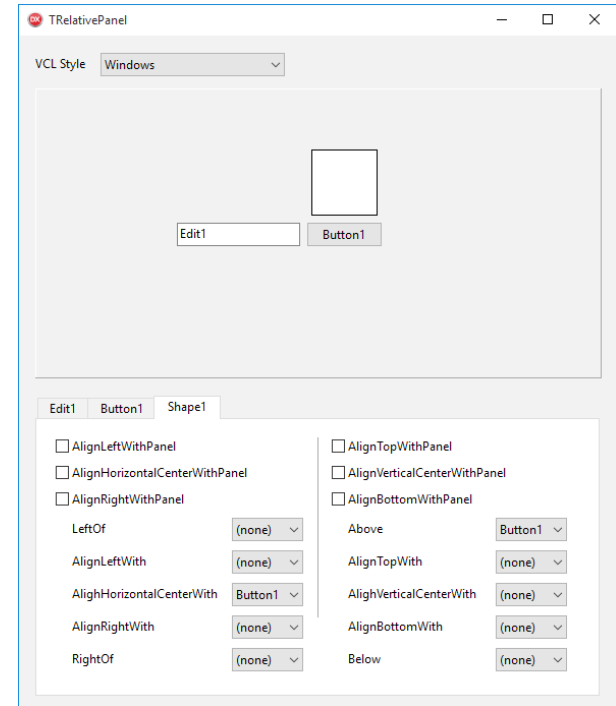 DX TRelativePanel
VCL Style Windows
Edit1 Button1
Edit1 Button1 Shape1
AlignLeftWithPanel
AlignHorizontalCenterWithPanel
AlignRightWithPanel
LeftOf (none)
AlignLeftWith (none)
AlighHorizontalCenterWith Button1
AlignRightWith (none)
RightOf (none)
AlignTopWithPanel
AlignVerticalCenterWithPanel
AlignBottomWithPanel
Above Button1
AlignTopWith (none)
AlighVerticalCenterWith (none)
AlignBottomWith (none)
Below (none)